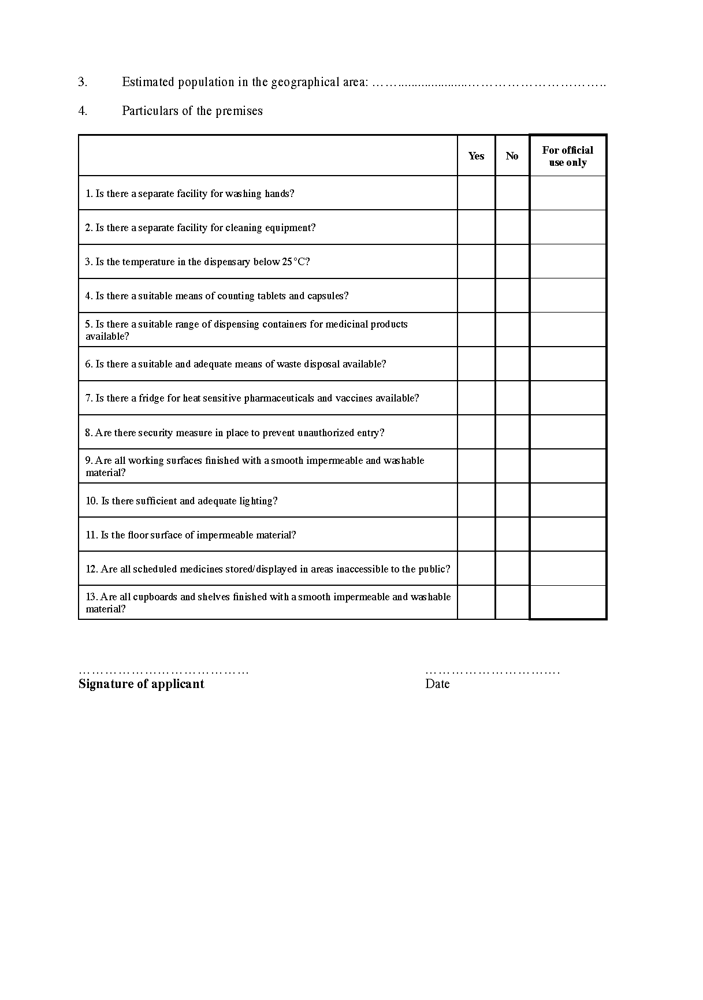 3. Estimated population in the geographical area: ……......................…………………………..
4. Particulars of the premises
Yes No For official
use only
1. Is there a separate facility for washing hands?
2. Is there a separate facility for cleaning equipment?
3. Is the temperature in the dispensary below 25°C?
4. Is there a suitable means of counting tablets and capsules?
5. Is there a suitable range of dispensing containers for medicinal products
available?
6. Is there a suitable and adequate means of waste disposal available?
7. Is there a fridge for heat sensitive pharmaceuticals and vaccines available?
8. Are there security measure in place to prevent unauthorized entry?
9. Are all working surfaces finished with a smooth impermeable and washable
material?
10. Is there sufficient and adequate lighting?
11. Is the floor surface of impermeable material?
12. Are all scheduled medicines stored/displayed in areas inaccessible to the public?
13. Are all cupboards and shelves finished with a smooth impermeable and washable
material?
………………………………… ………………………….
Signature of applicant Date